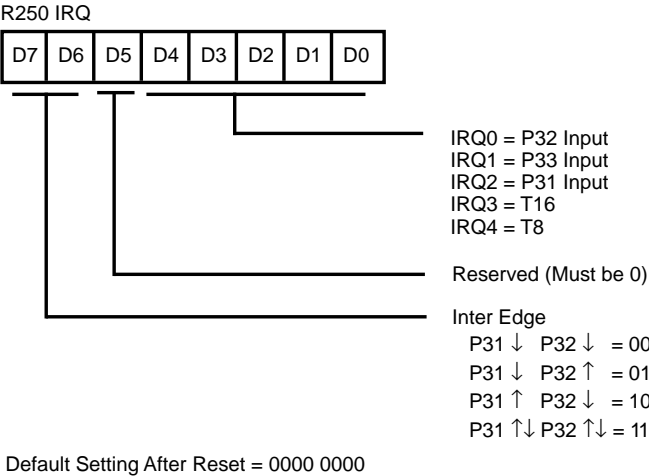 R250 IRQ
D7 D6 D5 D4 D3 D2 D1 D0
IRQ0 = P32 Input
IRQ1 = P33 Input
IRQ2 = P31 Input
IRQ3 = T16
IRQ4 = T8
Reserved (Must be 0)
Inter Edge
P31 ↓ P32 ↓ = 00
P31 ↓ P32 ↑ = 01
P31 ↑ P32 ↓ = 10
P31 ↑↓ P32 ↑↓ = 11
Default Setting After Reset = 0000 0000